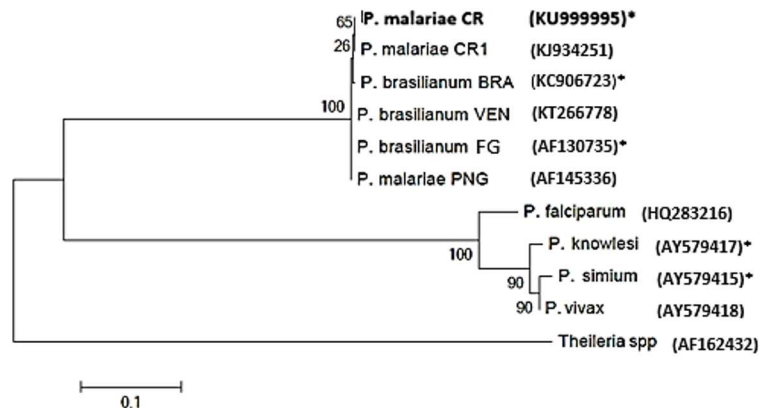 65 P. malariae CR (KU999995)*
26 P. malariae CR1 (KJ934251)
P. brasilianum BRA (KC906723)*
100 P. brasilianum VEN (KT266778)
P. brasilianum FG (AF130735)*
P. malariae PNG (AF145336)
P. falciparum (HQ283216)
100 P. knowlesi (AY579417)*
90 P. simium (AY579415)*
90 P. vivax (AY579418)
Theileria spp (AF162432)
0.1